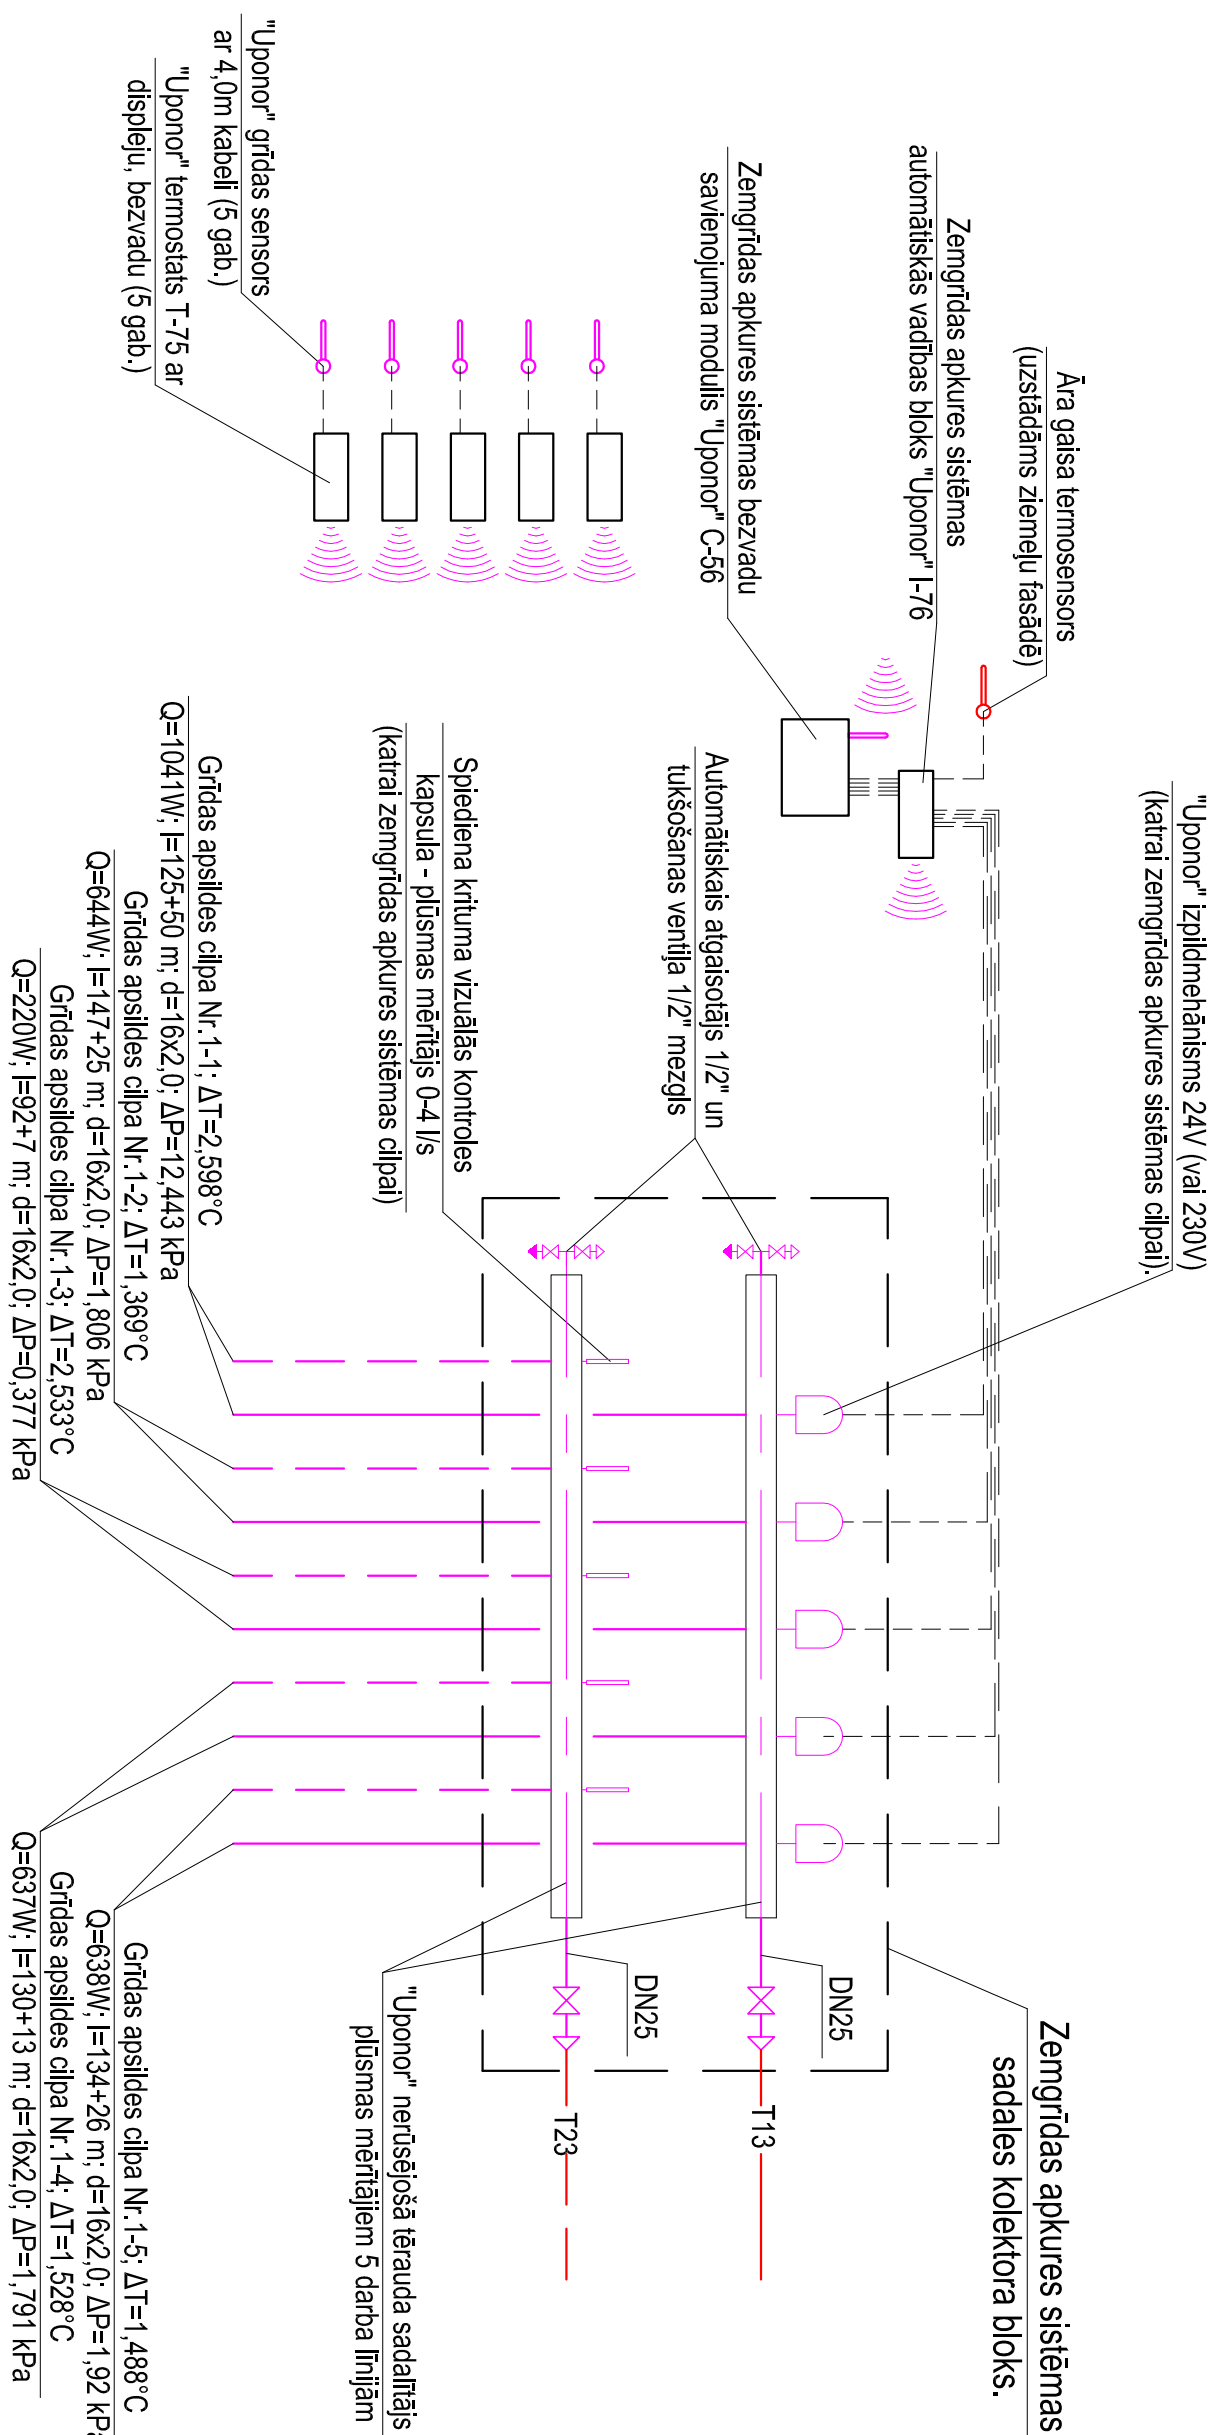 "Uponor" izpildmehānisms 24V (vai 230V)
(katrai zemgrīdas apkures sistēmas cilpai).
Āra gaisa termosensors
(uzstādāms ziemeļu fasādē)
Zemgrīdas apkures sistēmas
automātiskās vadības bloks "Uponor" I-76
Zemgrīdas apkures sistēmas bezvadu
savienojuma modulis "Uponor" C-56
"Uponor" grīdas sensors
ar 4,0m kabeli (5 gab.)
"Uponor" termostats T-75 ar
displeju, bezvadu (5 gab.)
Automātiskais atgaisotājs 1/2" un
tukšošanas ventiļa 1/2" mezgls
Spiediena krituma vizuālās kontroles
kapsula - plūsmas mērītājs 0-4 l/s
(katrai zemgrīdas apkures sistēmas cilpai)
Grīdas apsildes cilpa Nr.1-1; ΔT=2,598°C
Q=1041W; l=125+50 m; d=16x2,0; ΔP=12,443 kPa
Grīdas apsildes cilpa Nr.1-2; ΔT=1,369°C
Q=644W; l=147+25 m; d=16x2,0; ΔP=1,806 kPa
Grīdas apsildes cilpa Nr.1-3; ΔT=2,533°C
Q=220W; l=92+7 m; d=16x2,0; ΔP=0,377 kPa
Zemgrīdas apkures sistēmas
sadales kolektora bloks.
DN25
DN25
T13
T23
"Uponor" nerūsējošā tērauda sadalītājs
plūsmas mērītājiem 5 darba līnijām
Grīdas apsildes cilpa Nr.1-5; ΔT=1,488°C
Q=638W; l=134+26 m; d=16x2,0; ΔP=1,92 kPa
Grīdas apsildes cilpa Nr.1-4; ΔT=1,528°C
Q=637W; l=130+13 m; d=16x2,0; ΔP=1,791 kPa